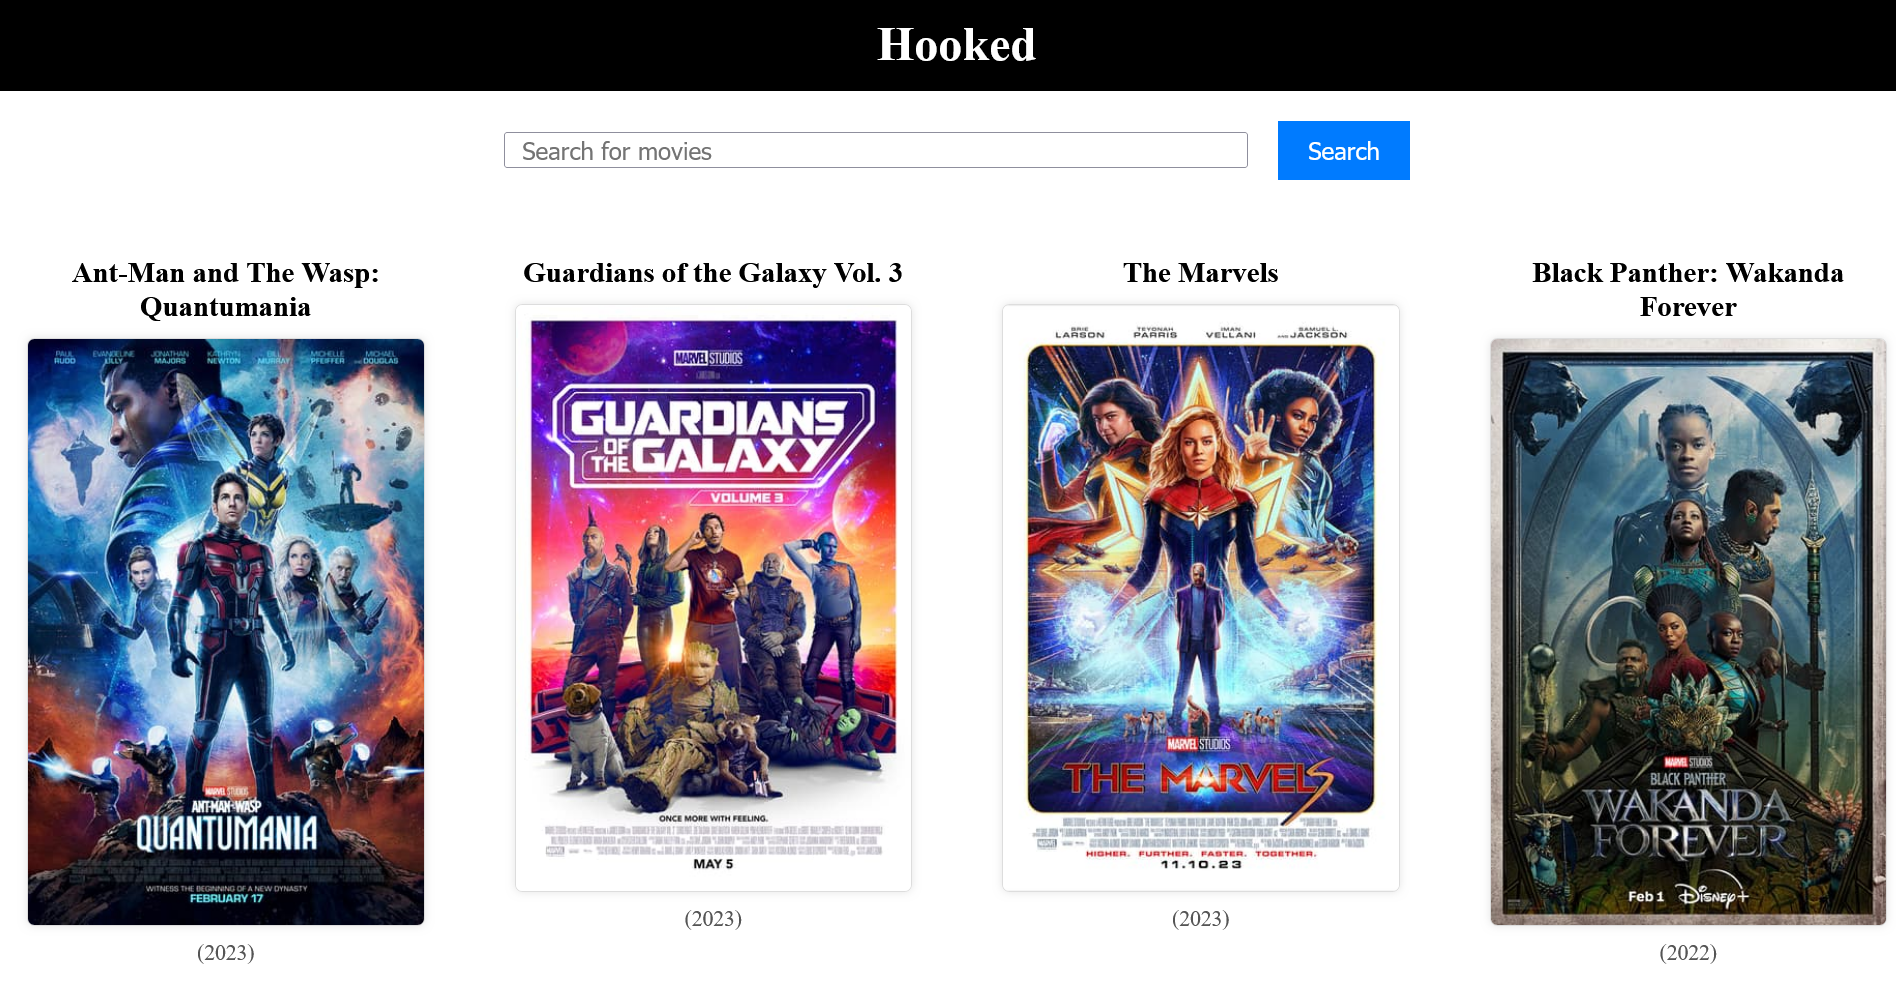 Hooked
Search for movies
Search
Ant-Man and The Wasp:
Quantumania
PAUL RUDD EVANGELINE LILLY JONATHAN MAJORS KATHRYN NEWTON BILL MURRAY MICHELLE PFEIFFER MICHAEL DOUGLAS
MARVEL STUDIOS
ANT-MAN AND THE WASP
QUANTUMANIA
WITNESS THE BEGINNING OF A NEW DYNASTY
FEBRUARY 17
(2023)
Guardians of the Galaxy Vol. 3
MARVEL STUDIOS
GUARDIANS
OF THE GALAXY
VOLUME 3
ONCE MORE WITH FEELING.
MAY 5
(2023)
The Marvels
BRIE LARSON TEYONAH PARRIS IMAN VELLANI AND SAMUEL L. JACKSON
MARVEL STUDIOS
THE MARVELS
HIGHER. FURTHER. FASTER. TOGETHER.
11.10.23
(2023)
Black Panther: Wakanda
Forever
MARVEL STUDIOS
BLACK PANTHER
WAKANDA
FOREVER
Feb 1 Disney+
(2022)